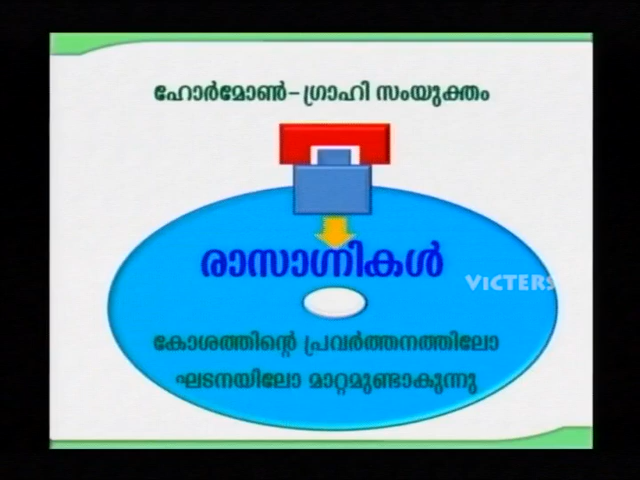 ഹോർമോൺ-ഗ്രാഹി സംയുക്തം
രാസാഗ്നികൾ
ViCTERS
കോശത്തിന്റെ പ്രവർത്തനത്തിലോ
ഘടനയിലോ മാറ്റമുണ്ടാകുന്നു